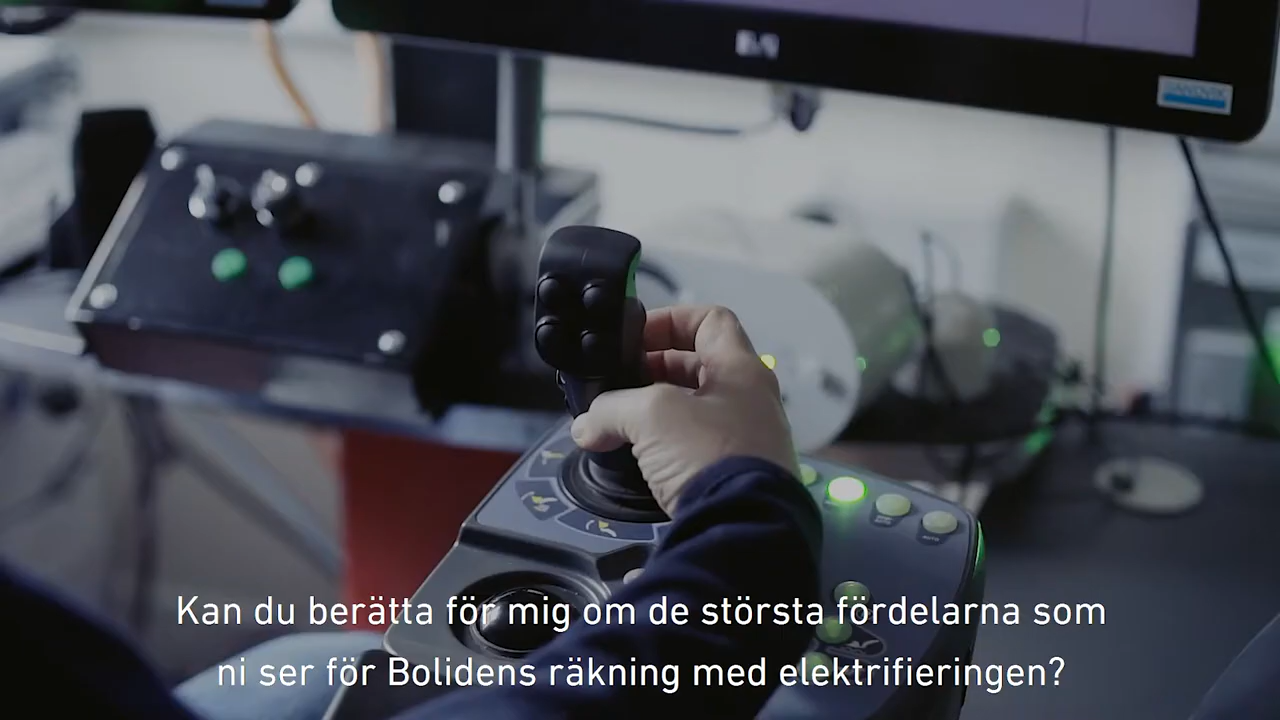 Kan du berätta för mig om de största fördelarna som
ni ser för Bolidens räkning med elektrifieringen?